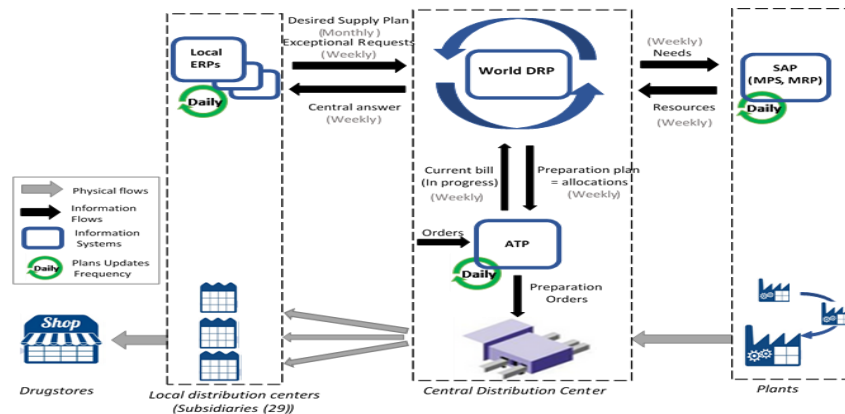 Desired Supply Plan
(Monthly)
Exceptional Requests
(Weekly)
Local
ERPs
Daily
Central answer
(Weekly)
World DRP
(Weekly)
Needs
Resources
(Weekly)
SAP
(MPS, MRP)
Daily
Current bill
(In progress)
(Weekly)
Preparation plan
= allocations
(Weekly)
Physical flows
Information
Flows
Information
Systems
Daily
Plans Updates
Frequency
Orders
ATP
Daily
Preparation
Orders
Shop
Drugstores
Local distribution centers
(Subsidiaries (29))
Central Distribution Center
Plants